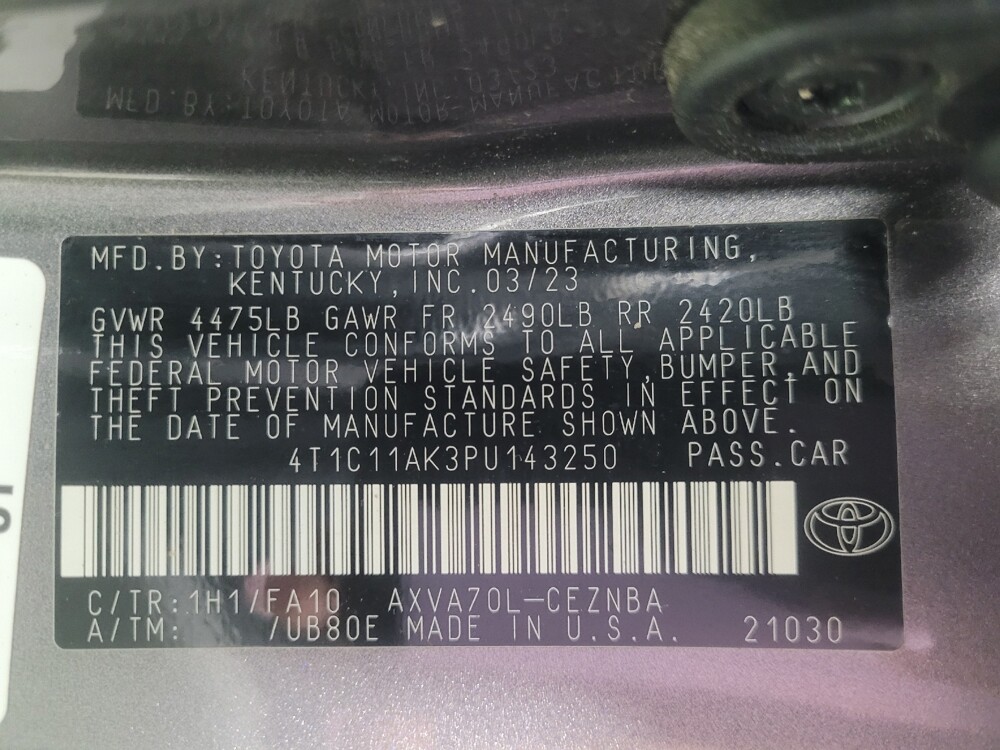 MFD.BY:TOYOTA MOTOR MANUFACTURING,
KENTUCKY,INC.03/23
GVWR 4475LB GAWR FR 2490LB RR 2420LB
THIS VEHICLE CONFORMS TO ALL APPLICABLE
FEDERAL MOTOR VEHICLE SAFETY,BUMPER,AND
THEFT PREVENTION STANDARDS IN EFFECT ON
THE DATE OF MANUFACTURE SHOWN ABOVE.
4T1C11AK3PU143250 PASS.CAR
C/TR:1H1/FA10 AXVA70L-CEZNBA
A/TM: /UB80E MADE IN U.S.A. 21030